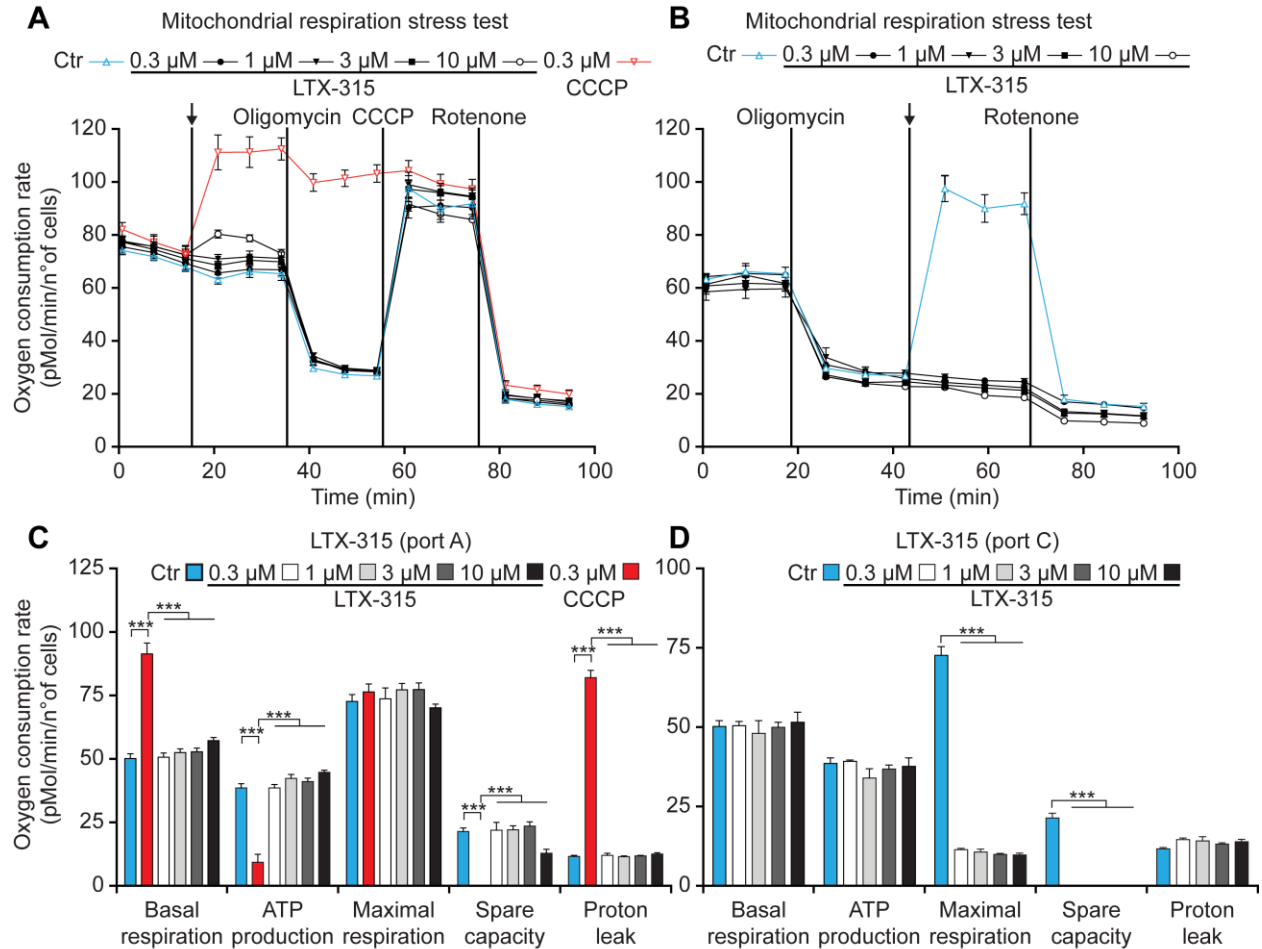 A
Mitochondrial respiration stress test
Ctr 0.3 µM 1 µM 3 µM 10 µM 0.3 µM
LTX-315 CCCP
Oligomycin CCCP Rotenone
Oxygen consumption rate
(pMol/min/n°of cells)
120
100
80
60
40
20
0
0 20 40 60 80 100
Time (min)
B
Mitochondrial respiration stress test
Ctr 0.3 µM 1 µM 3 µM 10 µM
LTX-315
Oligomycin Rotenone
120
100
80
60
40
20
0
0 20 40 60 80 100
Time (min)
C
LTX-315 (port A)
Ctr 0.3 µM 1 µM 3 µM 10 µM 0.3 µM
LTX-315 CCCP
Oxygen consumption rate
(pMol/min/n°of cells)
125
100
75
50
25
0
*** ***
*** ***
*** ***
*** ***
Basal
respiration
ATP
production
Maximal
respiration
Spare
capacity
Proton
leak
D
LTX-315 (port C)
Ctr 0.3 µM 1 µM 3 µM 10 µM
LTX-315
100
75
50
25
0
***
***
Basal
respiration
ATP
production
Maximal
respiration
Spare
capacity
Proton
leak